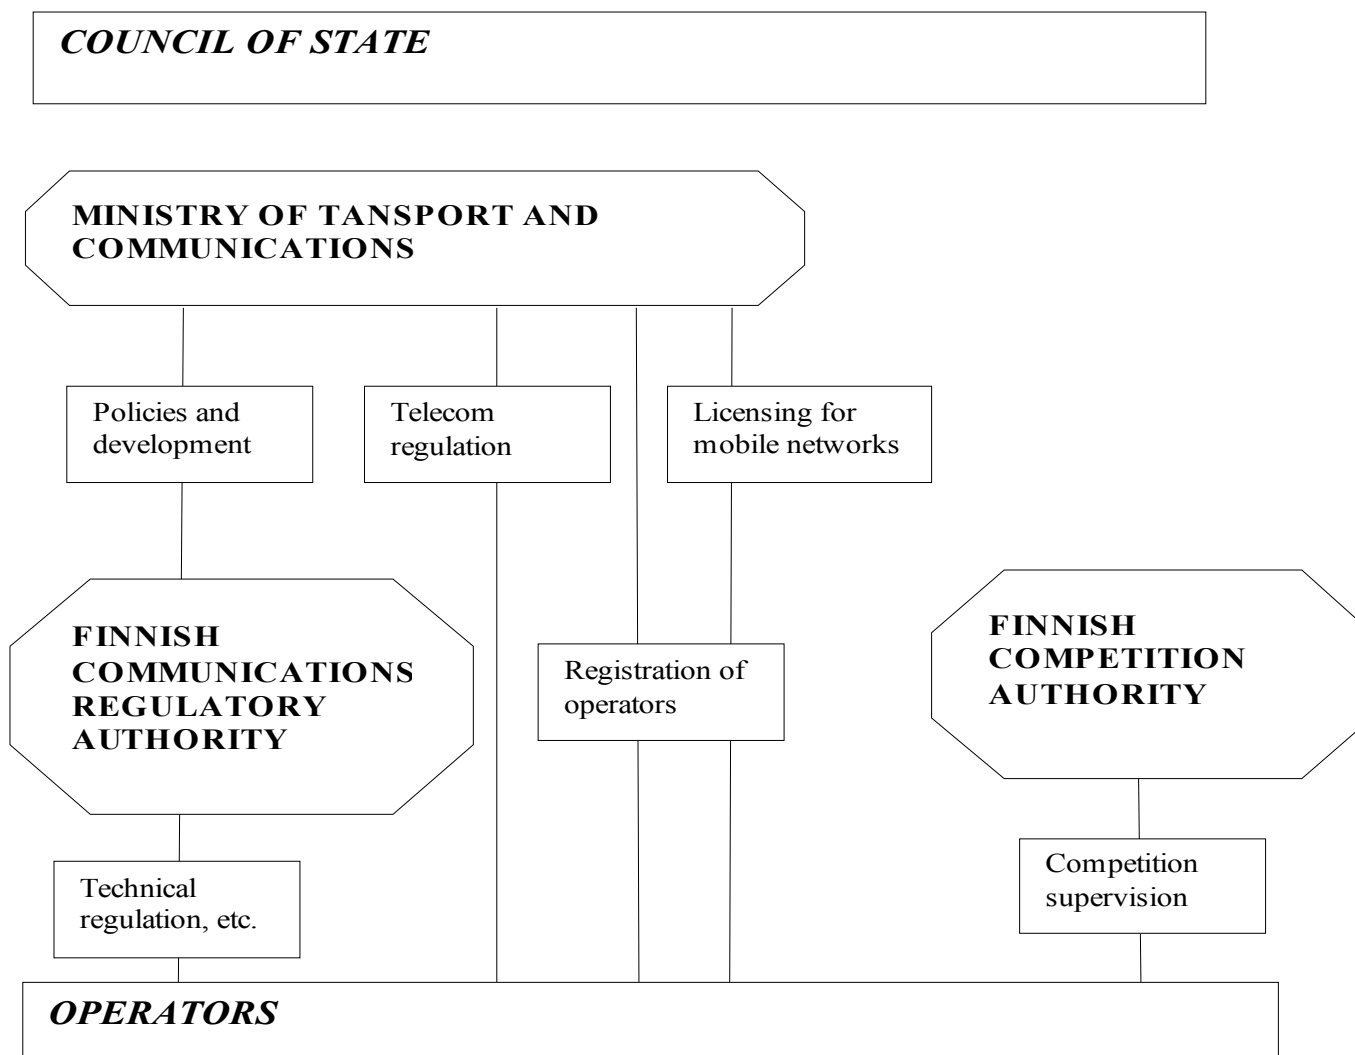 COUNCIL OF STATE
MINISTRY OF TANSPORT AND
COMMUNICATIONS
Policies and
development
Telecom
regulation
Licensing for
mobile networks
FINNISH
COMMUNICATIONS
REGULATORY
AUTHORITY
Registration of
operators
FINNISH
COMPETITION
AUTHORITY
Technical
regulation, etc.
Competition
supervision
OPERATORS